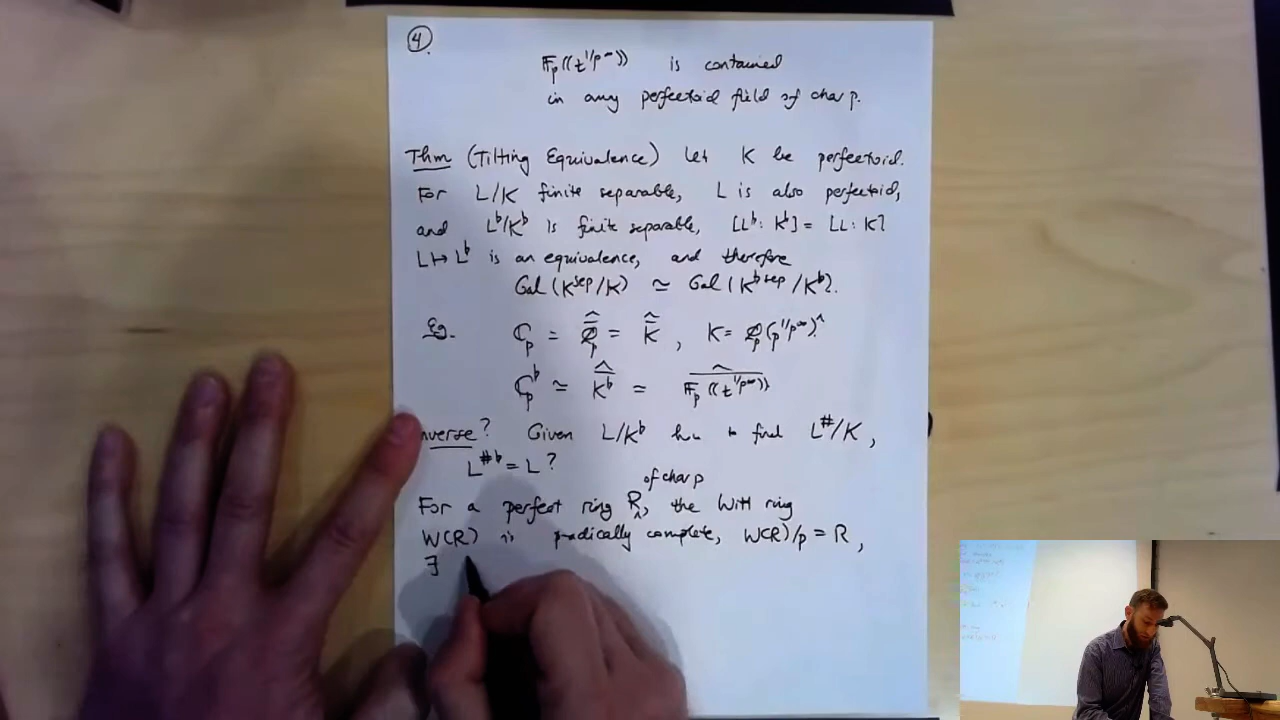 ④.
𝔽_p((t^{1/p^∞})) is contained
in any perfectoid field of char p.
Thm (Tilting Equivalence) Let K be perfectoid.
For L/K finite separable, L is also perfectoid,
and L^♭/K^♭ is finite separable, [L^♭ : K^♭] = [L : K]
L ↦ L^♭ is an equivalence, and therefore
Gal(K^sep/K) ≃ Gal(K^{♭ sep}/K^♭).
Eg. ℂ_p = \hat{\bar{ℚ}}_p = \hat{\bar{K}}, K = ℚ_p(p^{1/p^∞})^∧.
ℂ_p^♭ ≃ \hat{\bar{K^♭}} = \hat{\overline{𝔽_p((t^{1/p^∞}))}}
nverse? Given L/K^♭ how to find L^#/K,
L^{#♭} = L?
of char p
For a perfect ring R^, the Witt ring
W(R) is p-adically complete, W(R)/p = R,
∃